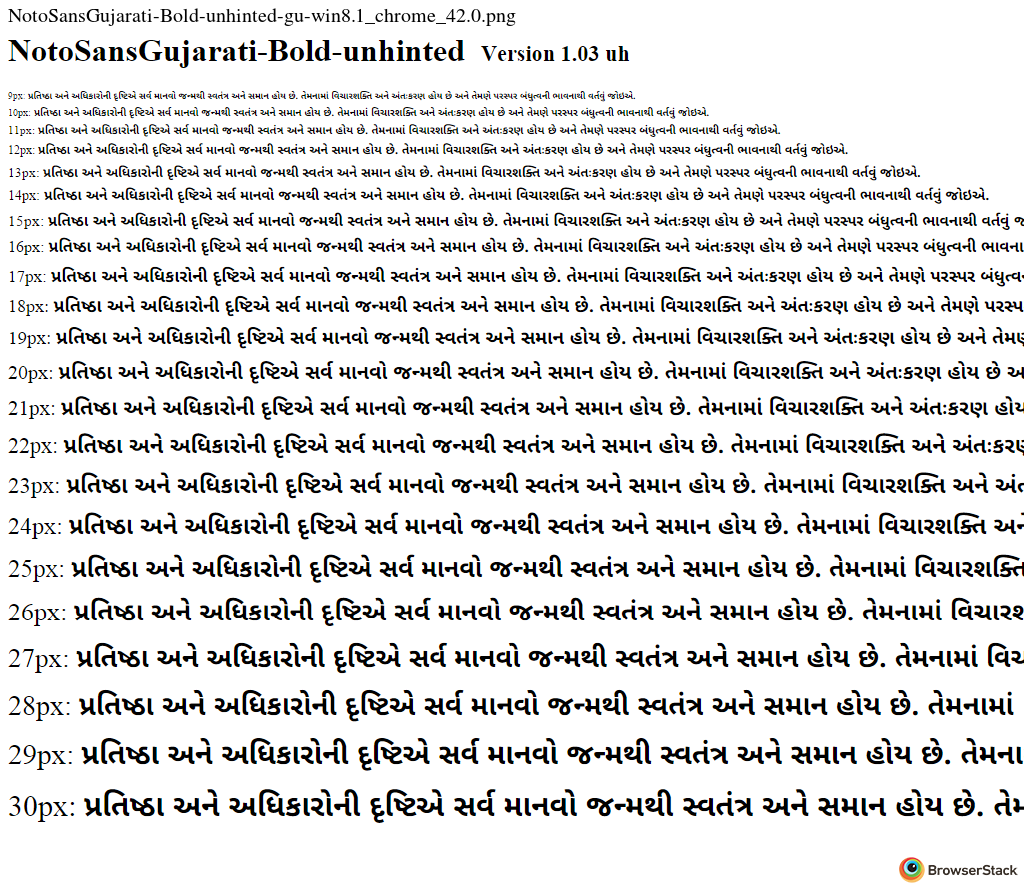 NotoSansGujarati-Bold-unhinted-gu-win8.1_chrome_42.0.png
NotoSansGujarati-Bold-unhinted Version 1.03 uh
9px: પ્રતિષ્ઠા અને અધિકારોની દૃષ્ટિએ સર્વ માનવો જન્મથી સ્વતંત્ર અને સમાન હોય છે. તેમનામાં વિચારશક્તિ અને અંતઃકરણ હોય છે અને તેમણે પરસ્પર બંધુત્વની ભાવનાથી વર્તવું જોઇએ.
10px: પ્રતિષ્ઠા અને અધિકારોની દૃષ્ટિએ સર્વ માનવો જન્મથી સ્વતંત્ર અને સમાન હોય છે. તેમનામાં વિચારશક્તિ અને અંતઃકરણ હોય છે અને તેમણે પરસ્પર બંધુત્વની ભાવનાથી વર્તવું જોઇએ.
11px: પ્રતિષ્ઠા અને અધિકારોની દૃષ્ટિએ સર્વ માનવો જન્મથી સ્વતંત્ર અને સમાન હોય છે. તેમનામાં વિચારશક્તિ અને અંતઃકરણ હોય છે અને તેમણે પરસ્પર બંધુત્વની ભાવનાથી વર્તવું જોઇએ.
12px: પ્રતિષ્ઠા અને અધિકારોની દૃષ્ટિએ સર્વ માનવો જન્મથી સ્વતંત્ર અને સમાન હોય છે. તેમનામાં વિચારશક્તિ અને અંતઃકરણ હોય છે અને તેમણે પરસ્પર બંધુત્વની ભાવનાથી વર્તવું જોઇએ.
13px: પ્રતિષ્ઠા અને અધિકારોની દૃષ્ટિએ સર્વ માનવો જન્મથી સ્વતંત્ર અને સમાન હોય છે. તેમનામાં વિચારશક્તિ અને અંતઃકરણ હોય છે અને તેમણે પરસ્પર બંધુત્વની ભાવનાથી વર્તવું જોઇએ.
14px: પ્રતિષ્ઠા અને અધિકારોની દૃષ્ટિએ સર્વ માનવો જન્મથી સ્વતંત્ર અને સમાન હોય છે. તેમનામાં વિચારશક્તિ અને અંતઃકરણ હોય છે અને તેમણે પરસ્પર બંધુત્વની ભાવનાથી વર્તવું જોઇએ.
15px: પ્રતિષ્ઠા અને અધિકારોની દૃષ્ટિએ સર્વ માનવો જન્મથી સ્વતંત્ર અને સમાન હોય છે. તેમનામાં વિચારશક્તિ અને અંતઃકરણ હોય છે અને તેમણે પરસ્પર બંધુત્વની ભાવનાથી વર્તવું
16px: પ્રતિષ્ઠા અને અધિકારોની દૃષ્ટિએ સર્વ માનવો જન્મથી સ્વતંત્ર અને સમાન હોય છે. તેમનામાં વિચારશક્તિ અને અંતઃકરણ હોય છે અને તેમણે પરસ્પર બંધુત્વની ભાવના
17px: પ્રતિષ્ઠા અને અધિકારોની દૃષ્ટિએ સર્વ માનવો જન્મથી સ્વતંત્ર અને સમાન હોય છે. તેમનામાં વિચારશક્તિ અને અંતઃકરણ હોય છે અને તેમણે પરસ્પર બંધુત્વ
18px: પ્રતિષ્ઠા અને અધિકારોની દૃષ્ટિએ સર્વ માનવો જન્મથી સ્વતંત્ર અને સમાન હોય છે. તેમનામાં વિચારશક્તિ અને અંતઃકરણ હોય છે અને તેમણે પરસ્પ
19px: પ્રતિષ્ઠા અને અધિકારોની દૃષ્ટિએ સર્વ માનવો જન્મથી સ્વતંત્ર અને સમાન હોય છે. તેમનામાં વિચારશક્તિ અને અંતઃકરણ હોય છે અને તેમણ
20px: પ્રતિષ્ઠા અને અધિકારોની દૃષ્ટિએ સર્વ માનવો જન્મથી સ્વતંત્ર અને સમાન હોય છે. તેમનામાં વિચારશક્તિ અને અંતઃકરણ હોય છે અ
21px: પ્રતિષ્ઠા અને અધિકારોની દૃષ્ટિએ સર્વ માનવો જન્મથી સ્વતંત્ર અને સમાન હોય છે. તેમનામાં વિચારશક્તિ અને અંતઃકરણ હોય
22px: પ્રતિષ્ઠા અને અધિકારોની દૃષ્ટિએ સર્વ માનવો જન્મથી સ્વતંત્ર અને સમાન હોય છે. તેમનામાં વિચારશક્તિ અને અંતઃકરણ
23px: પ્રતિષ્ઠા અને અધિકારોની દૃષ્ટિએ સર્વ માનવો જન્મથી સ્વતંત્ર અને સમાન હોય છે. તેમનામાં વિચારશક્તિ અને અંત
24px: પ્રતિષ્ઠા અને અધિકારોની દૃષ્ટિએ સર્વ માનવો જન્મથી સ્વતંત્ર અને સમાન હોય છે. તેમનામાં વિચારશક્તિ અને
25px: પ્રતિષ્ઠા અને અધિકારોની દૃષ્ટિએ સર્વ માનવો જન્મથી સ્વતંત્ર અને સમાન હોય છે. તેમનામાં વિચારશક્તિ
26px: પ્રતિષ્ઠા અને અધિકારોની દૃષ્ટિએ સર્વ માનવો જન્મથી સ્વતંત્ર અને સમાન હોય છે. તેમનામાં વિચારશ
27px: પ્રતિષ્ઠા અને અધિકારોની દૃષ્ટિએ સર્વ માનવો જન્મથી સ્વતંત્ર અને સમાન હોય છે. તેમનામાં વિચ
28px: પ્રતિષ્ઠા અને અધિકારોની દૃષ્ટિએ સર્વ માનવો જન્મથી સ્વતંત્ર અને સમાન હોય છે. તેમનામાં
29px: પ્રતિષ્ઠા અને અધિકારોની દૃષ્ટિએ સર્વ માનવો જન્મથી સ્વતંત્ર અને સમાન હોય છે. તેમના
30px: પ્રતિષ્ઠા અને અધિકારોની દૃષ્ટિએ સર્વ માનવો જન્મથી સ્વતંત્ર અને સમાન હોય છે. તેમ
BrowserStack